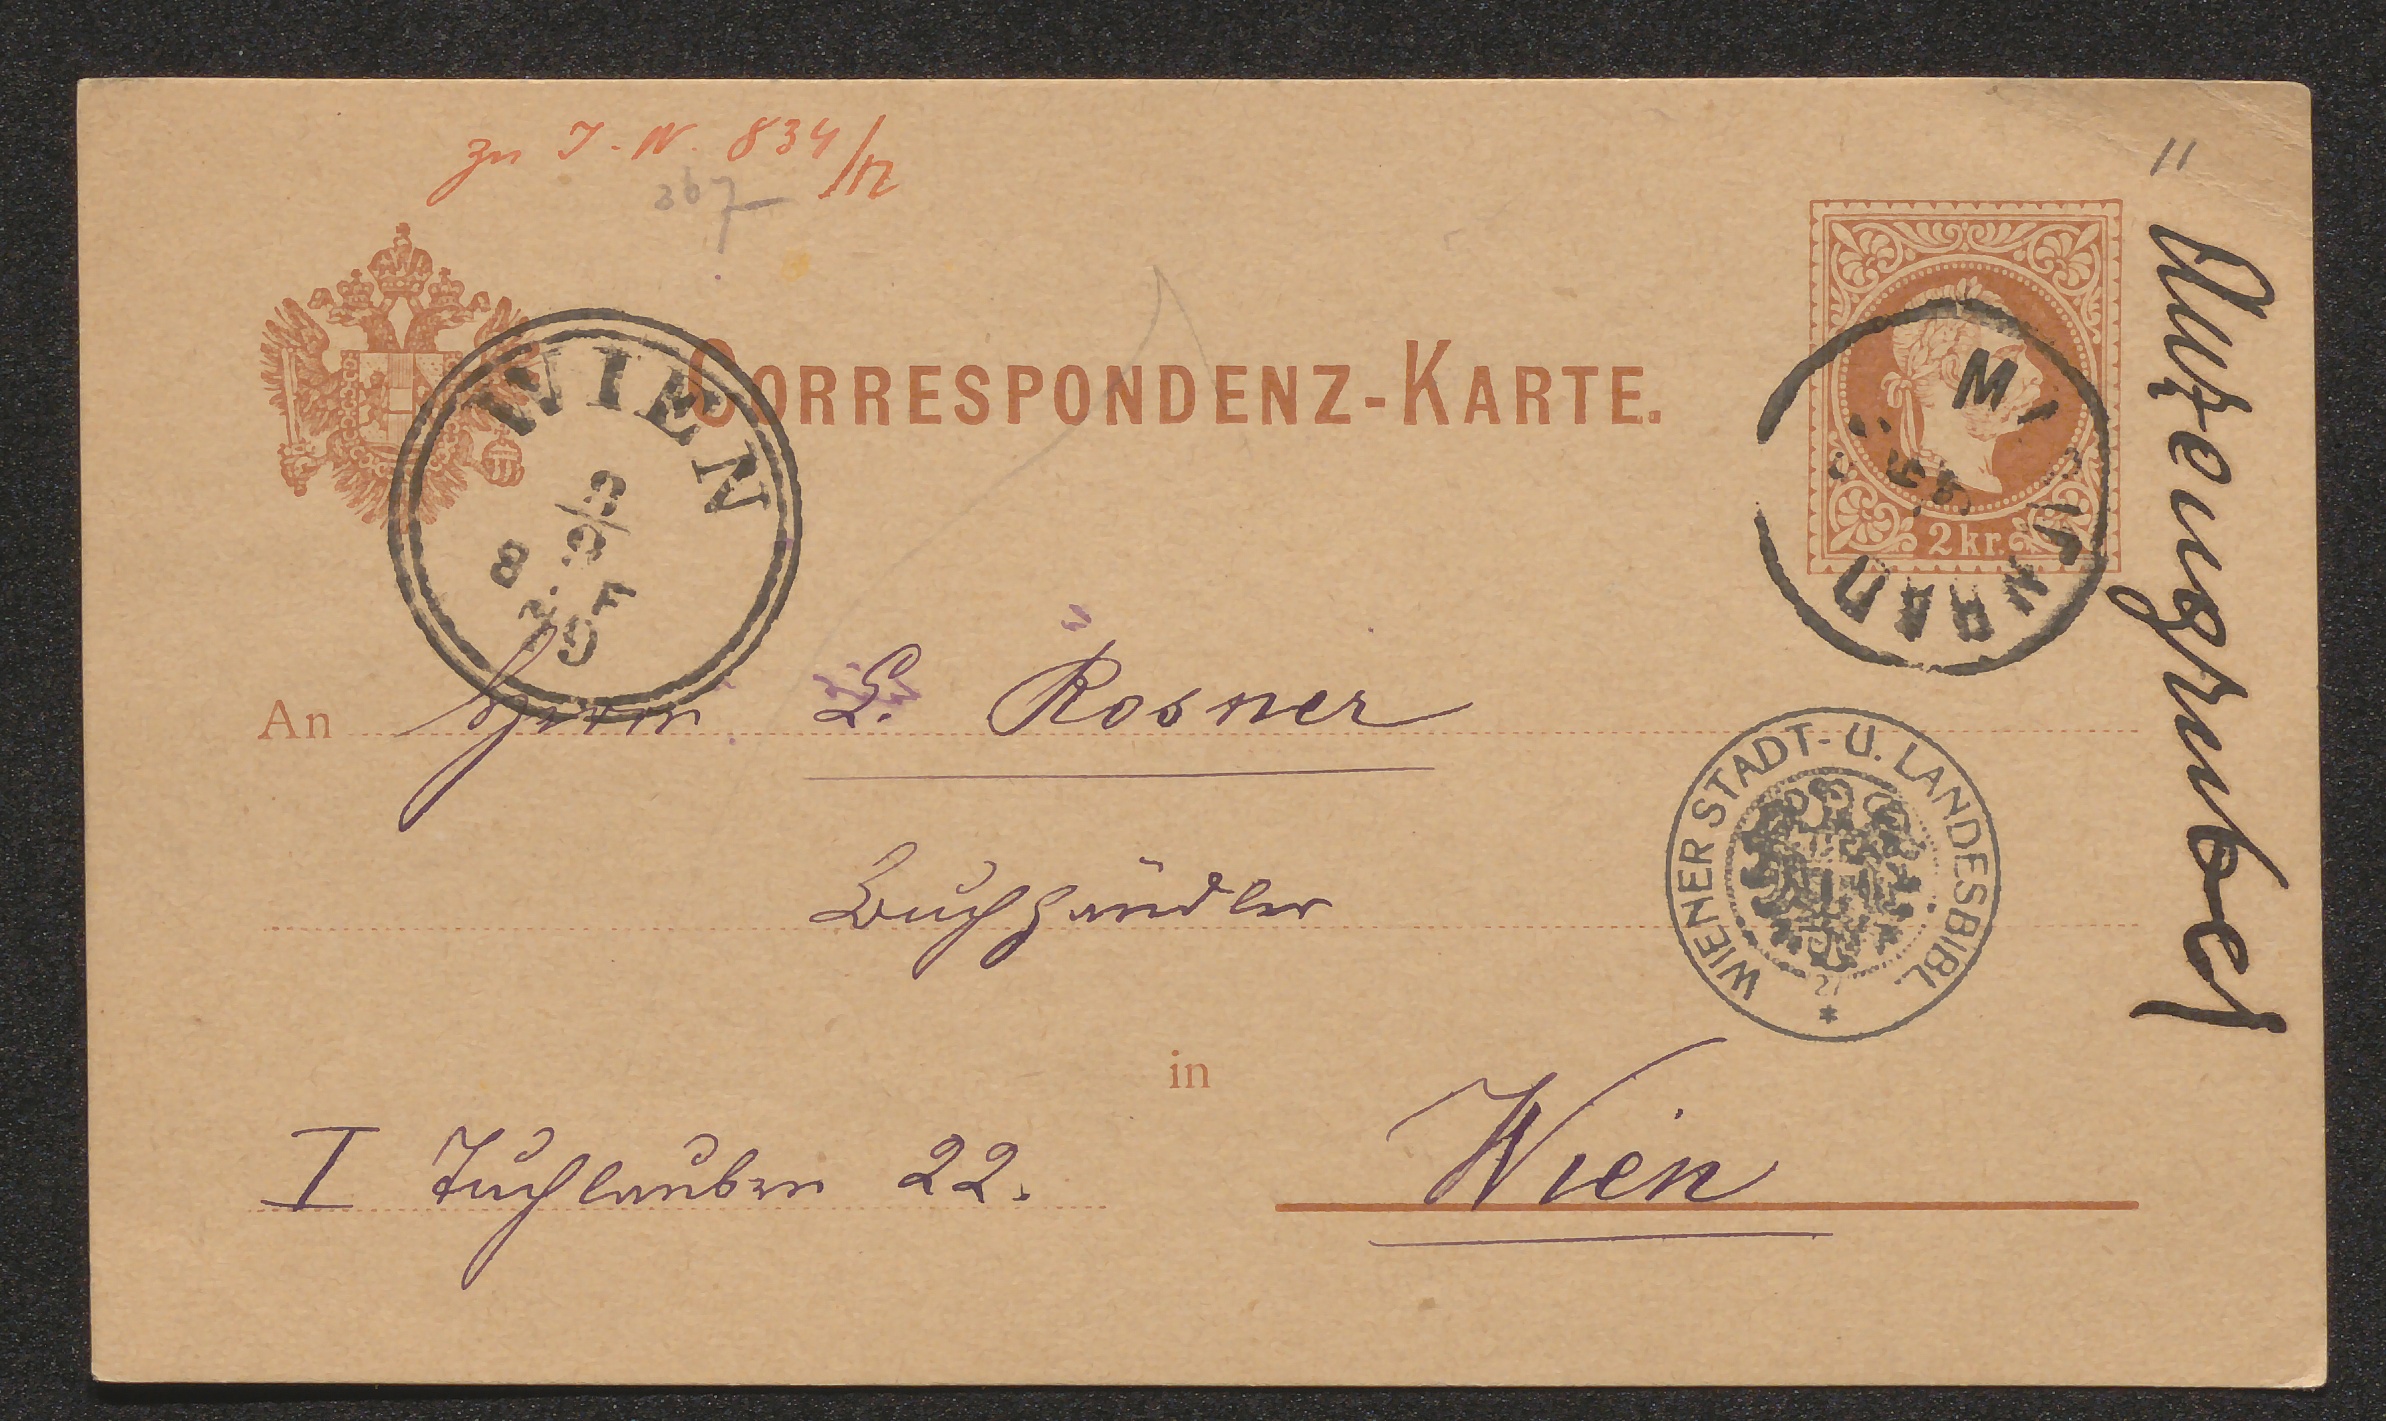 zu I.N. 834/12
267
CORRESPONDENZ-KARTE.
WIEN
2 kr.
An Herrn L. Rosner
Buchhändler
in
I Tuchlauben 22.
Wien
WIENER STADT- U. LANDESBIBL.
Anzengruber